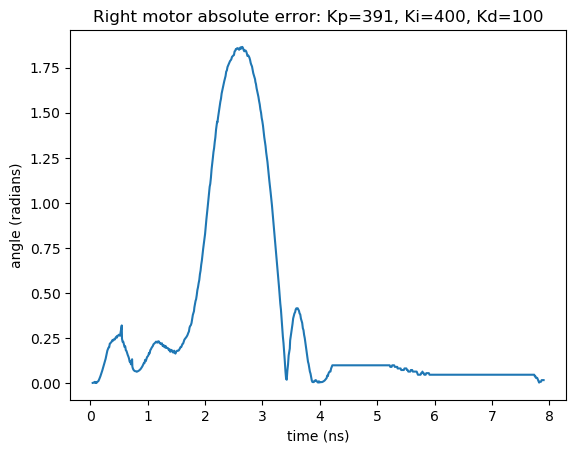 Right motor absolute error: Kp=391, Ki=400, Kd=100
angle (radians)
1.75
1.50
1.25
1.00
0.75
0.50
0.25
0.00
0 1 2 3 4 5 6 7 8
time (ns)